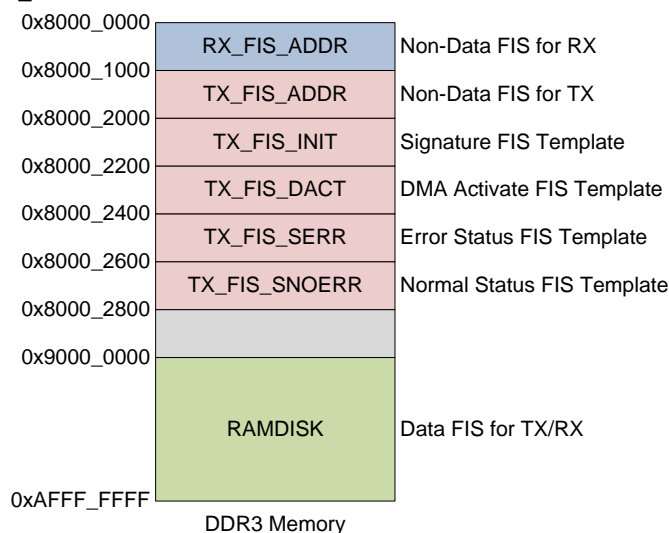 0x8000_0000
RX_FIS_ADDR Non-Data FIS for RX
0x8000_1000
TX_FIS_ADDR Non-Data FIS for TX
0x8000_2000
TX_FIS_INIT Signature FIS Template
0x8000_2200
TX_FIS_DACT DMA Activate FIS Template
0x8000_2400
TX_FIS_SERR Error Status FIS Template
0x8000_2600
TX_FIS_SNOERR Normal Status FIS Template
0x8000_2800
0x9000_0000
RAMDISK Data FIS for TX/RX
0xAFFF_FFFF
DDR3 Memory